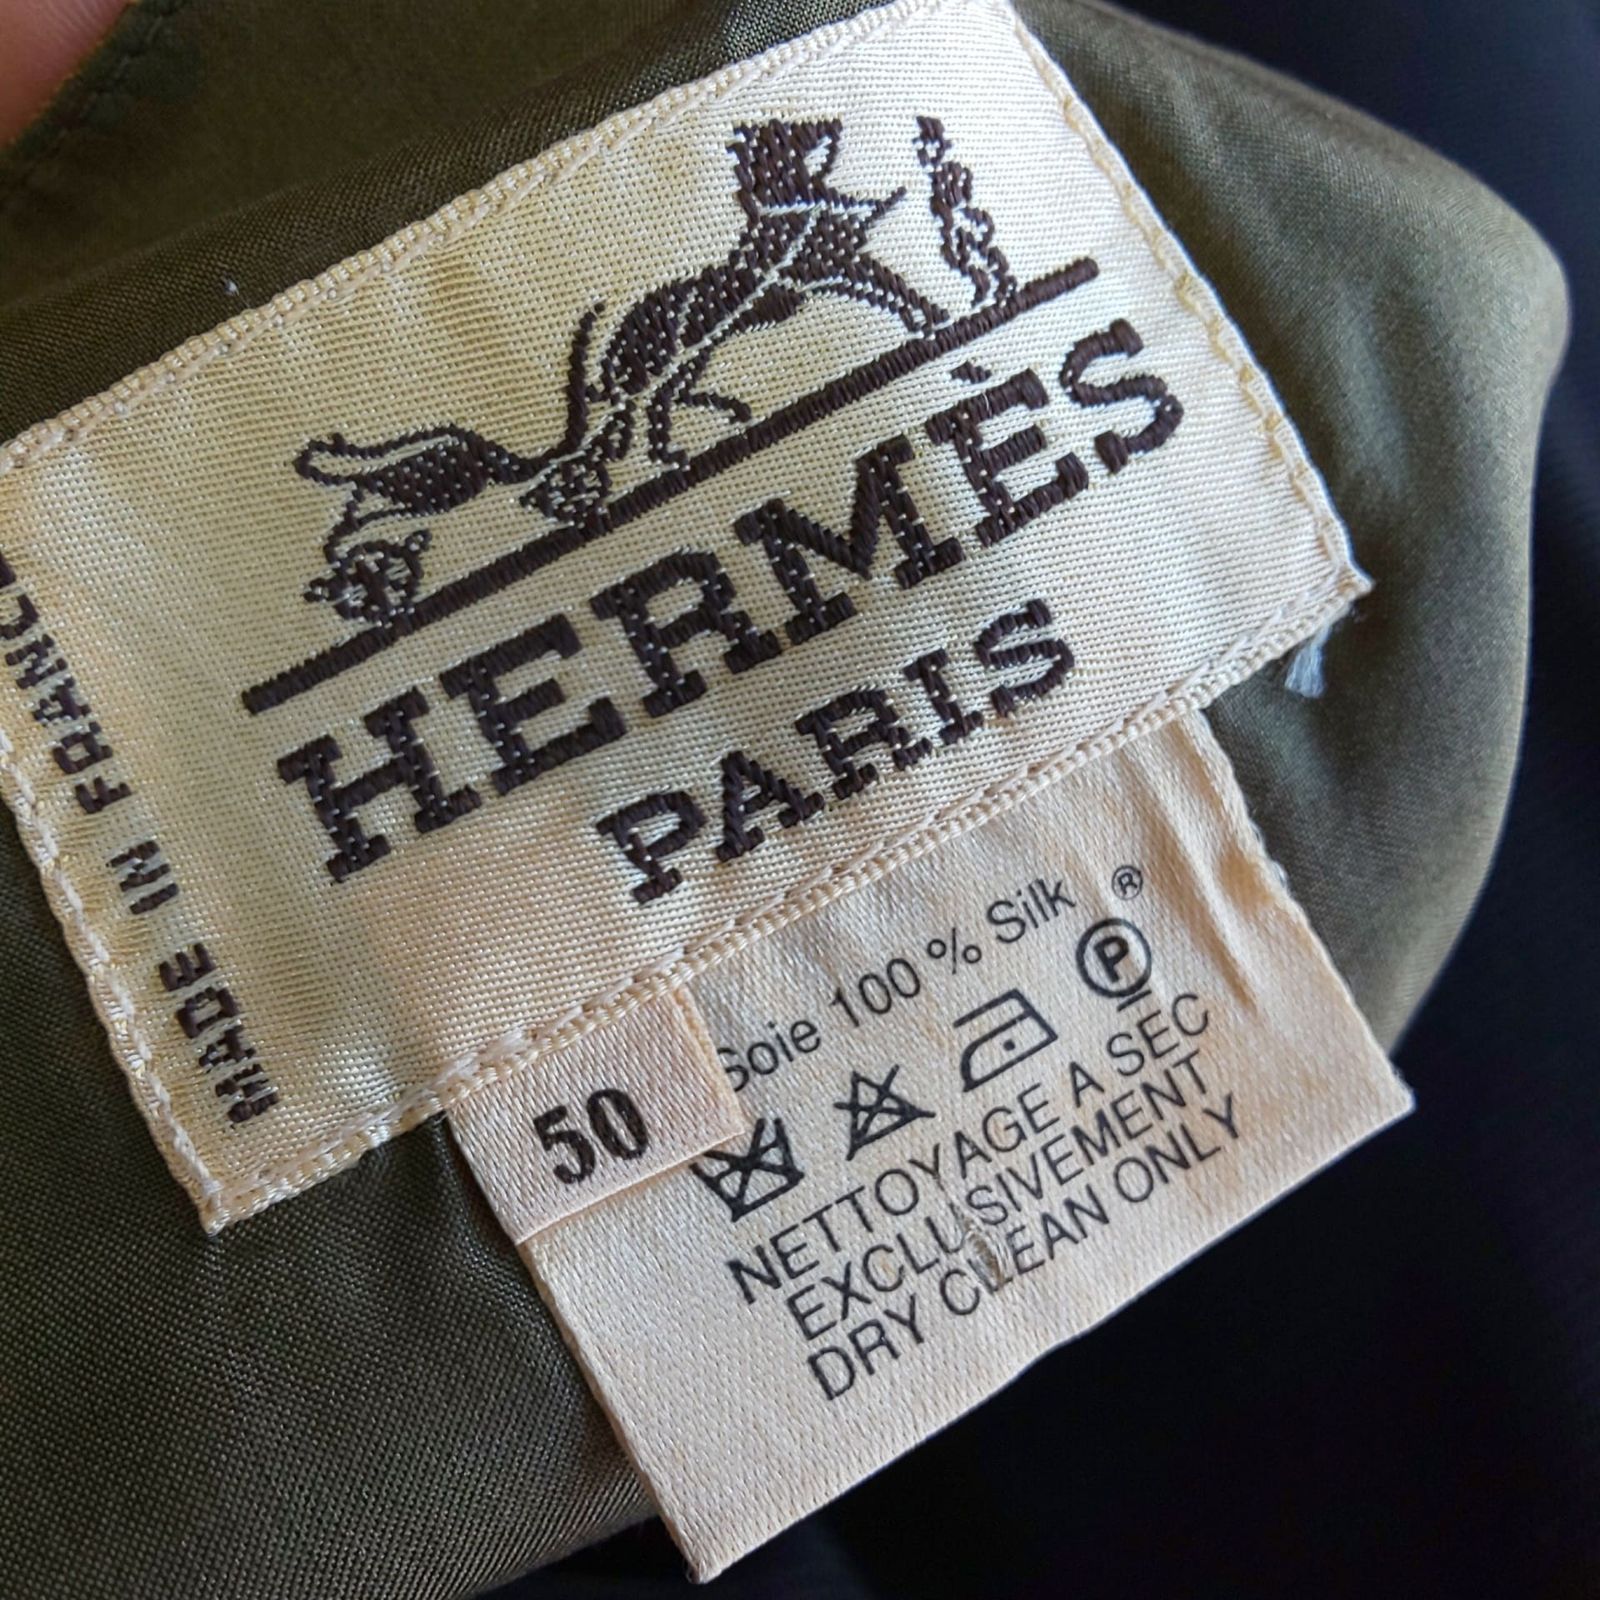 HERMÈS
PARIS
MADE IN FRANCE
50
Soie 100 % Silk ®
P
NETTOYAGE A SEC
EXCLUSIVEMENT
DRY CLEAN ONLY